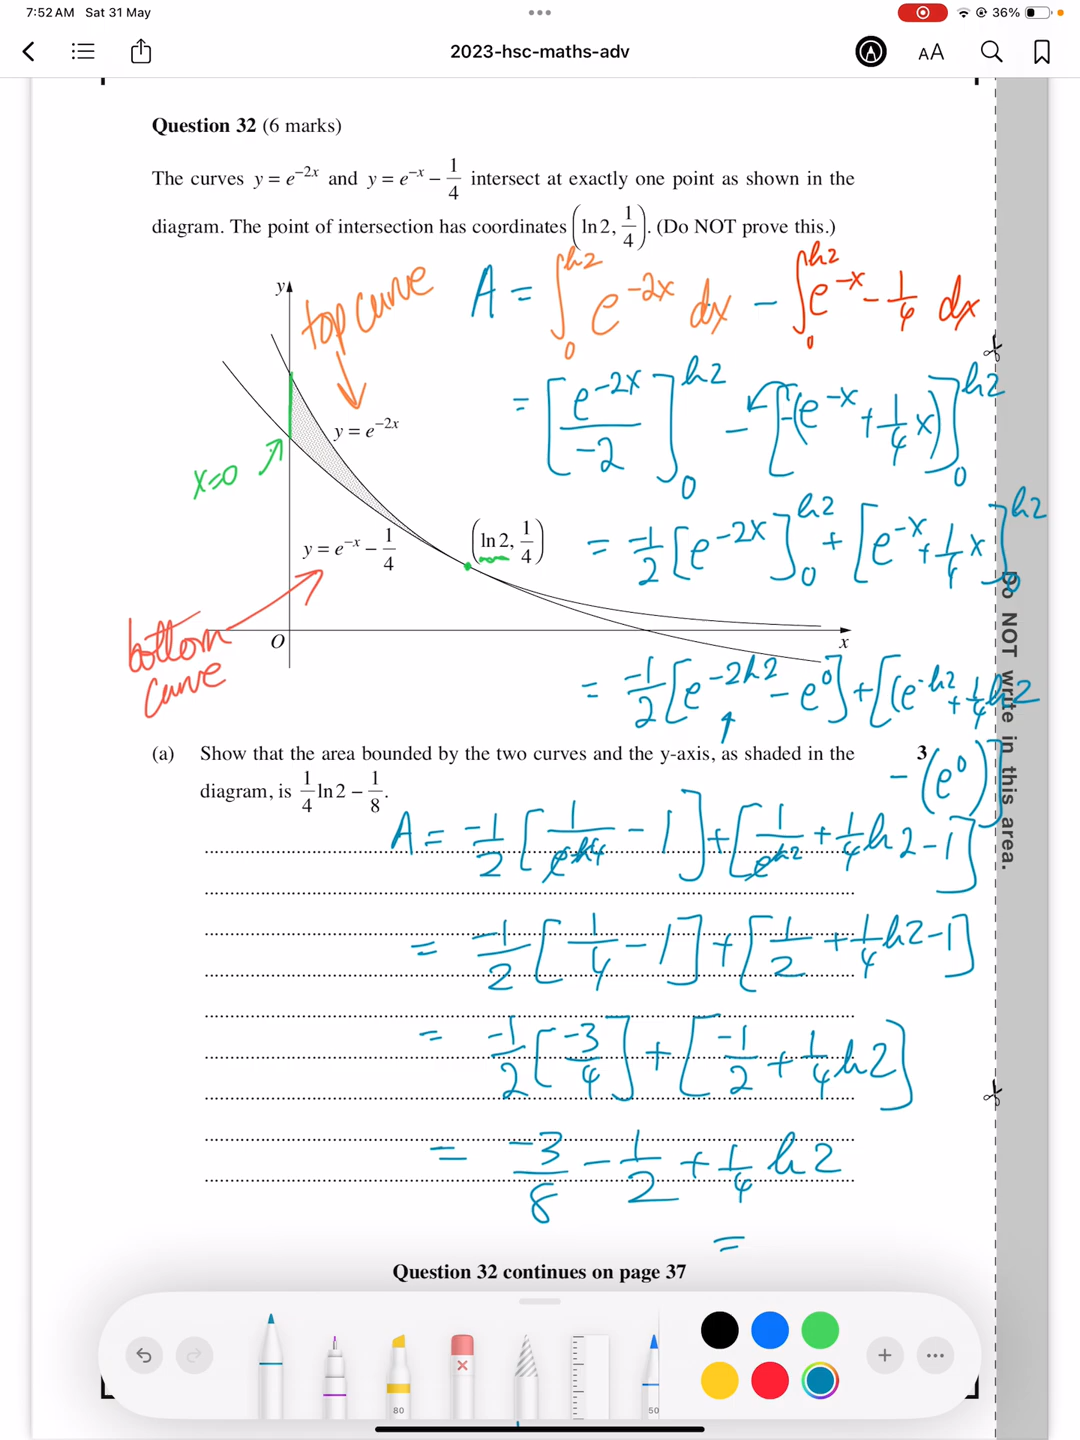 7:52 AM Sat 31 May
36%
2023-hsc-maths-adv
AA
Question 32 (6 marks)
The curves y = e^{-2x} and y = e^{-x} − 1/4 intersect at exactly one point as shown in the
diagram. The point of intersection has coordinates (ln 2, 1/4). (Do NOT prove this.)
y
top curve
A = ∫_0^{ln2} e^{-2x} dx − ∫_0^{ln2} e^{-x} − 1/4 dx
= [e^{-2x}/−2]_0^{ln2} − [−(e^{-x} + 1/4 x)]_0^{ln2}
y = e^{-2x}
x=0
(ln 2, 1/4)
= −1/2 [e^{-2x}]_0^{ln2} + [e^{-x} + 1/4 x]_0^{ln2}
y = e^{-x} − 1/4
bottom curve
O
x
= −1/2 [e^{-2ln2} − e^0] + [(e^{-ln2} + 1/4 ln2
− (e^0)]
(a) Show that the area bounded by the two curves and the y-axis, as shaded in the 3
diagram, is 1/4 ln 2 − 1/8.
A = −1/2 [1/e^{ln4} − 1] + [1/e^{ln2} + 1/4 ln2 − 1]
= −1/2 [1/4 − 1] + [1/2 + 1/4 ln2 − 1]
= −1/2 [−3/4] + [−1/2 + 1/4 ln2]
= −3/8 − 1/2 + 1/4 ln2
=
Question 32 continues on page 37
Do NOT write in this area.
80
50